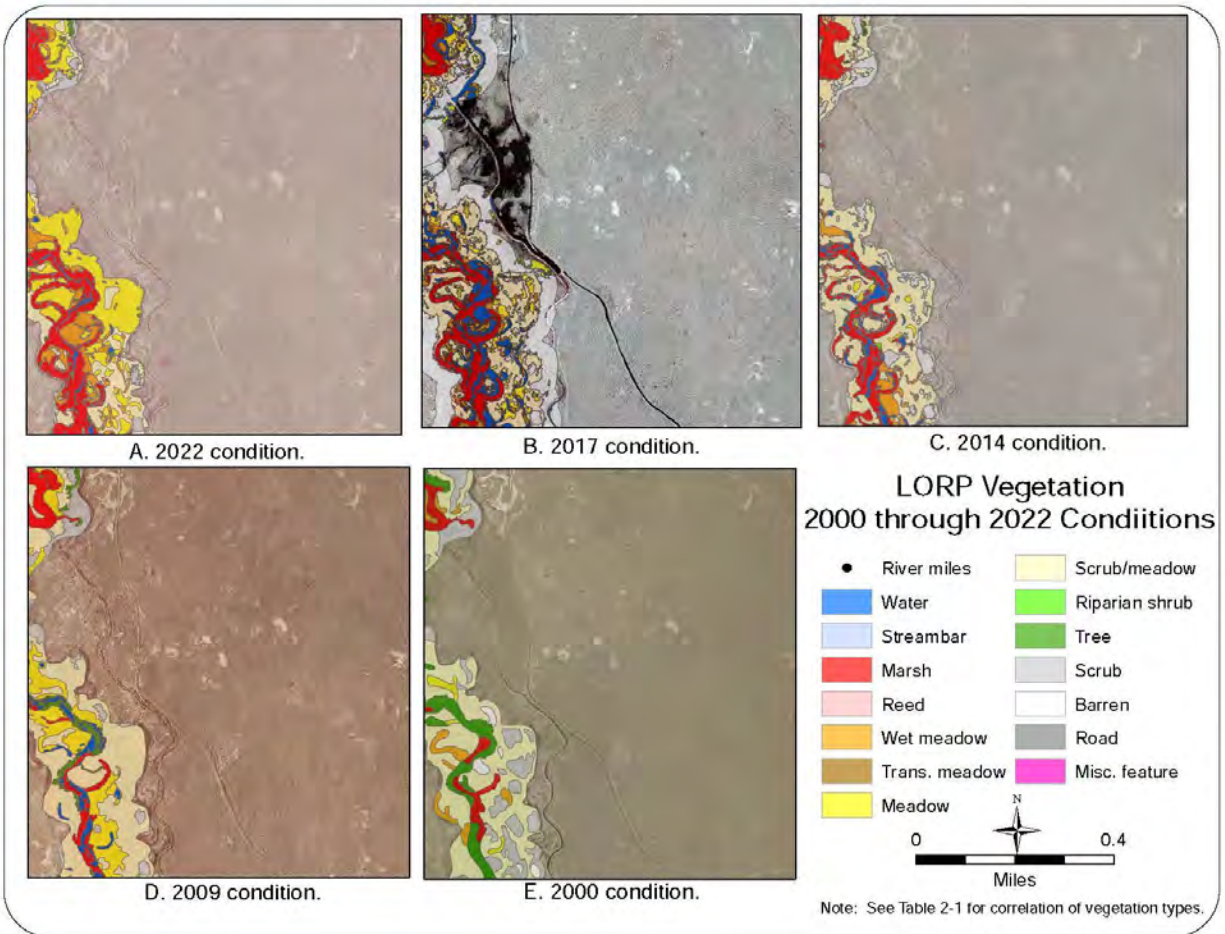 A. 2022 condition.
B. 2017 condition.
C. 2014 condition.
D. 2009 condition.
E. 2000 condition.
LORP Vegetation
2000 through 2022 Condiitions
River miles
Water
Streambar
Marsh
Reed
Wet meadow
Trans. meadow
Meadow
Scrub/meadow
Riparian shrub
Tree
Scrub
Barren
Road
Misc. feature
N
0 0.4
Miles
Note: See Table 2-1 for correlation of vegetation types.